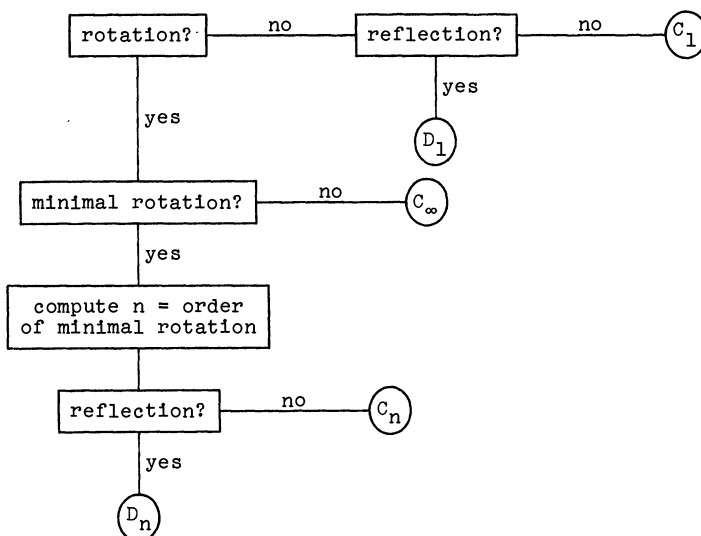 rotation?
no
reflection?
no
C₁
yes
yes
D₁
minimal rotation?
no
C∞
yes
compute n = order
of minimal rotation
reflection?
no
Cₙ
yes
Dₙ